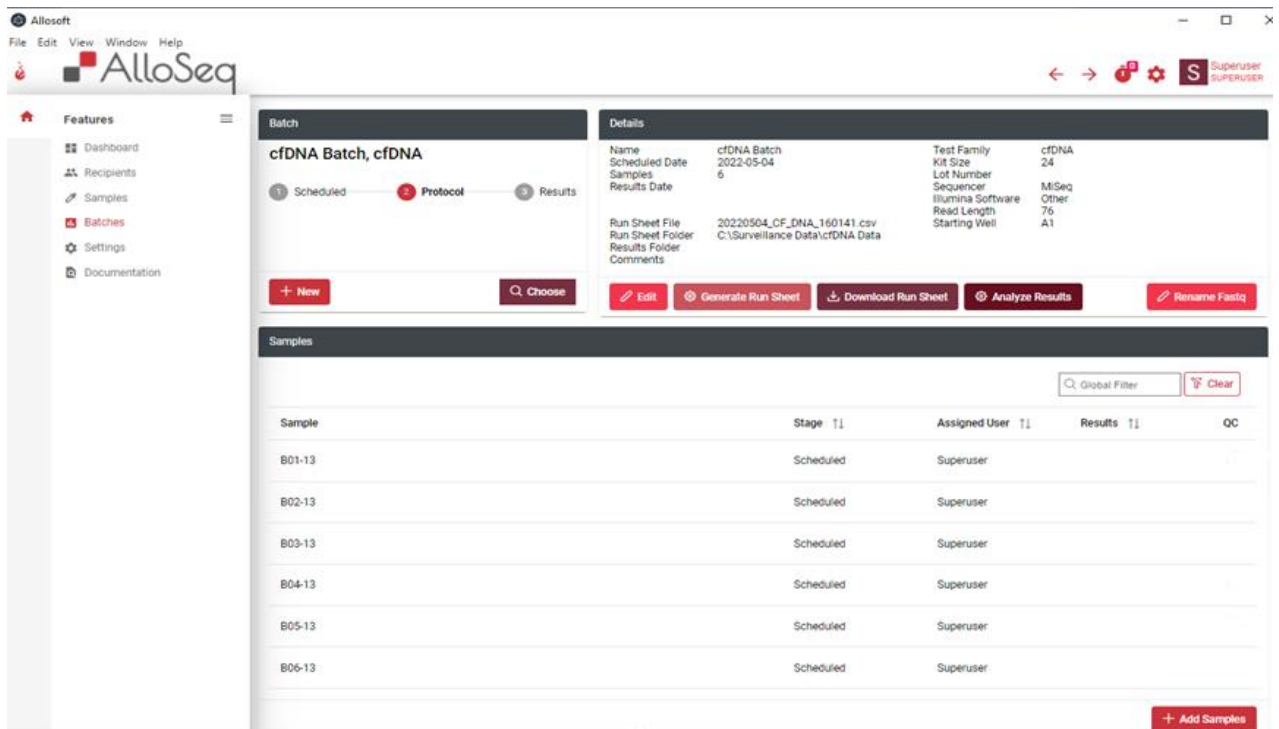 Allosoft
File Edit View Window Help
AlloSeq
0
S
Superuser
SUPERUSER
Features
Dashboard
Recipients
Samples
Batches
Settings
Documentation
Batch
cfDNA Batch, cfDNA
1 Scheduled 2 Protocol 3 Results
+ New
Choose
Details
Name cfDNA Batch Test Family cfDNA
Scheduled Date 2022-05-04 Kit Size 24
Samples 6 Lot Number
Results Date Sequencer MiSeq
Illumina Software Other
Read Length 76
Run Sheet File 20220504_CF_DNA_160141.csv Starting Well A1
Run Sheet Folder C:\Surveillance Data\cfDNA Data
Results Folder
Comments
Edit Generate Run Sheet Download Run Sheet Analyze Results Rename Fastq
Samples
Global Filter Clear
Sample Stage Assigned User Results QC
B01-13 Scheduled Superuser
B02-13 Scheduled Superuser
B03-13 Scheduled Superuser
B04-13 Scheduled Superuser
B05-13 Scheduled Superuser
B06-13 Scheduled Superuser
+ Add Samples